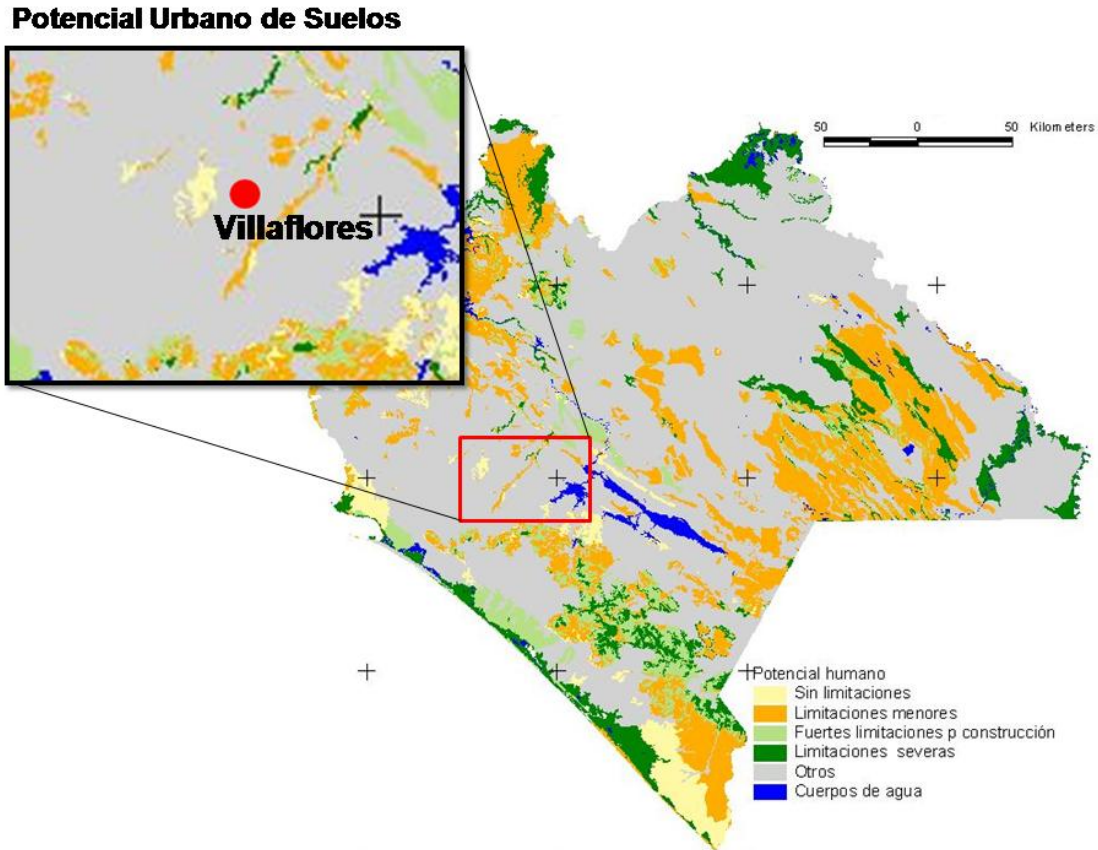 Potencial Urbano de Suelos
Villaflores
50 0 50 Kilometers
Potencial humano
Sin limitaciones
Limitaciones menores
Fuertes limitaciones p construcción
Limitaciones severas
Otros
Cuerpos de agua